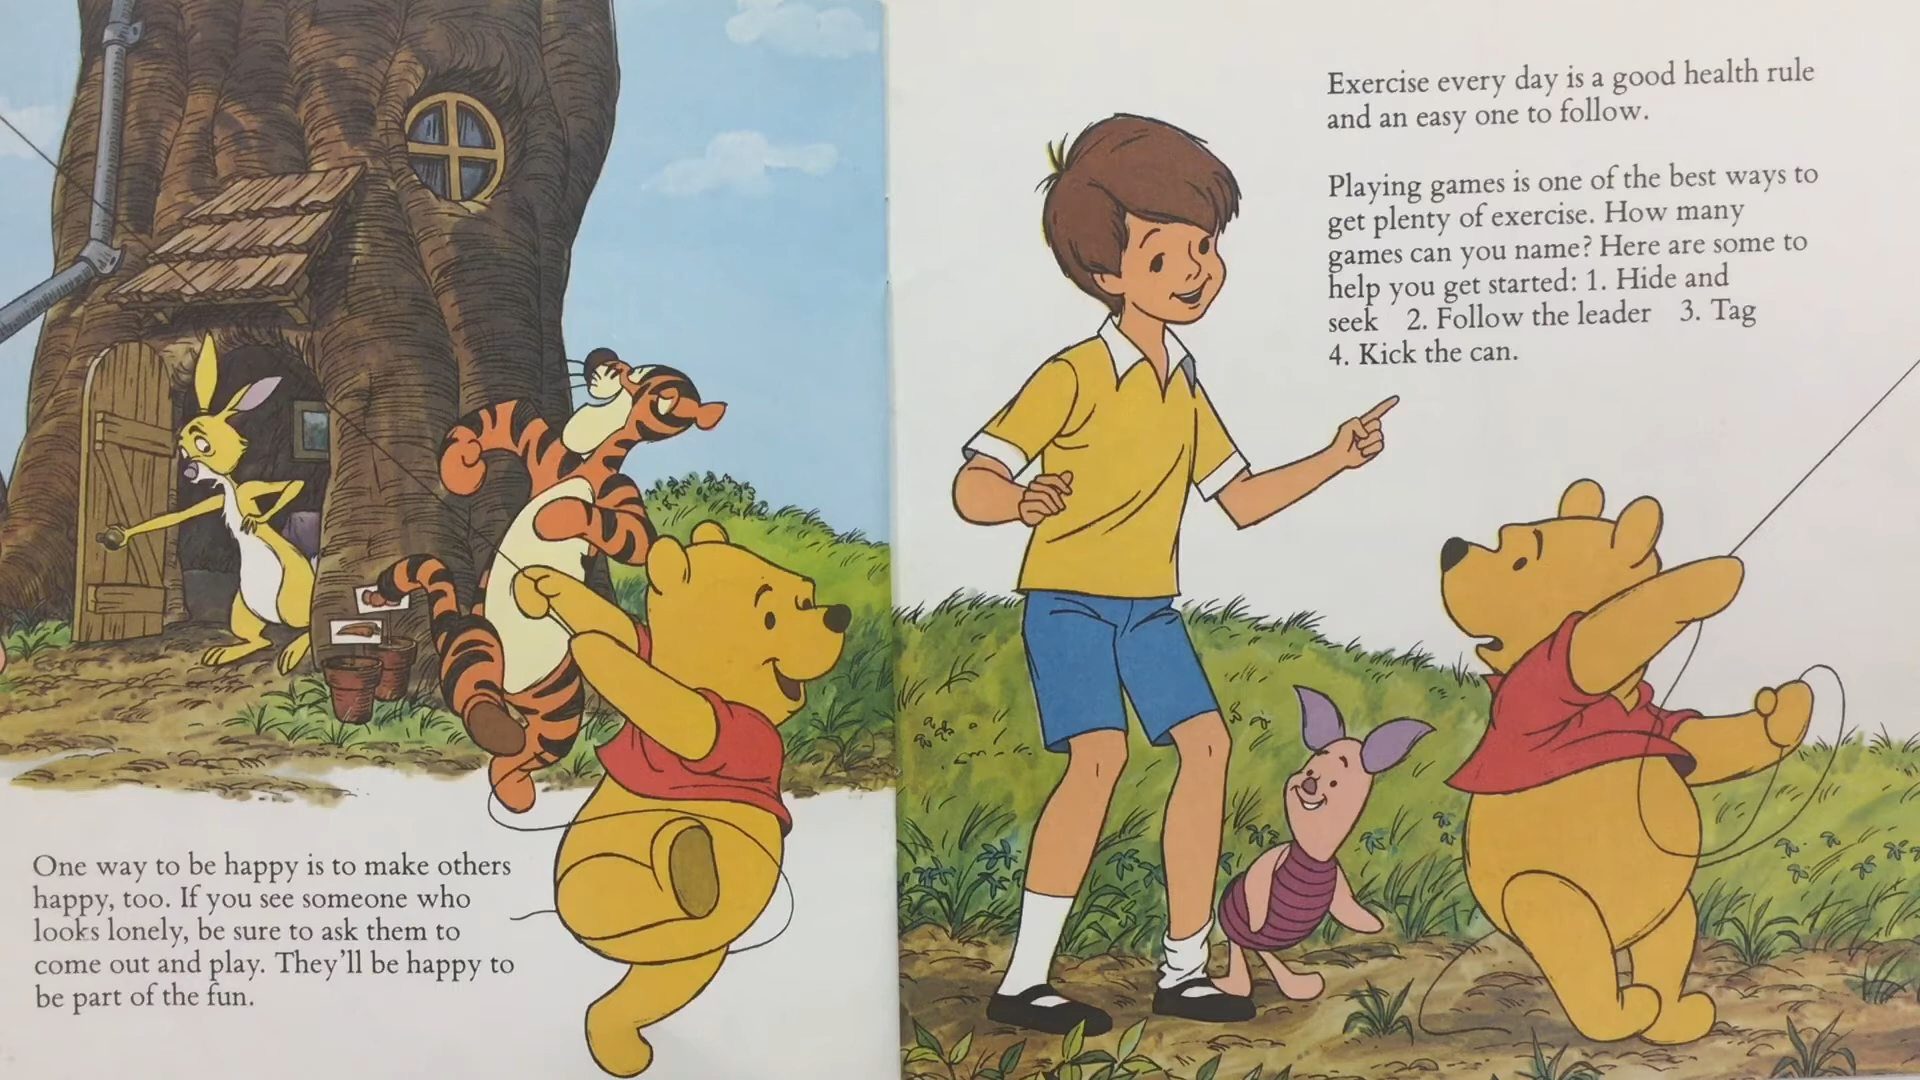 One way to be happy is to make others
happy, too. If you see someone who
looks lonely, be sure to ask them to
come out and play. They'll be happy to
be part of the fun.
Exercise every day is a good health rule
and an easy one to follow.
Playing games is one of the best ways to
get plenty of exercise. How many
games can you name? Here are some to
help you get started: 1. Hide and
seek 2. Follow the leader 3. Tag
4. Kick the can.